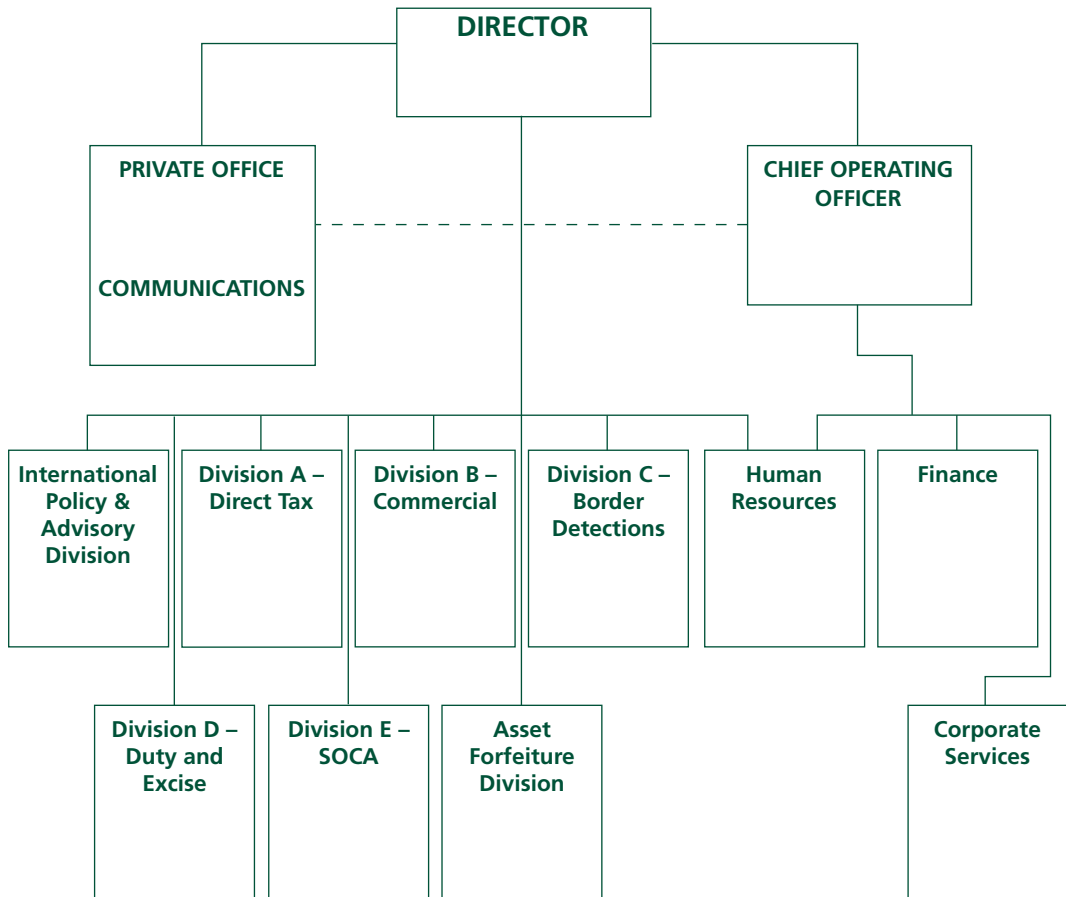 DIRECTOR
PRIVATE OFFICE
COMMUNICATIONS
CHIEF OPERATING
OFFICER
International
Policy &
Advisory
Division
Division A –
Direct Tax
Division B –
Commercial
Division C –
Border
Detections
Human
Resources
Finance
Division D –
Duty and
Excise
Division E –
SOCA
Asset
Forfeiture
Division
Corporate
Services